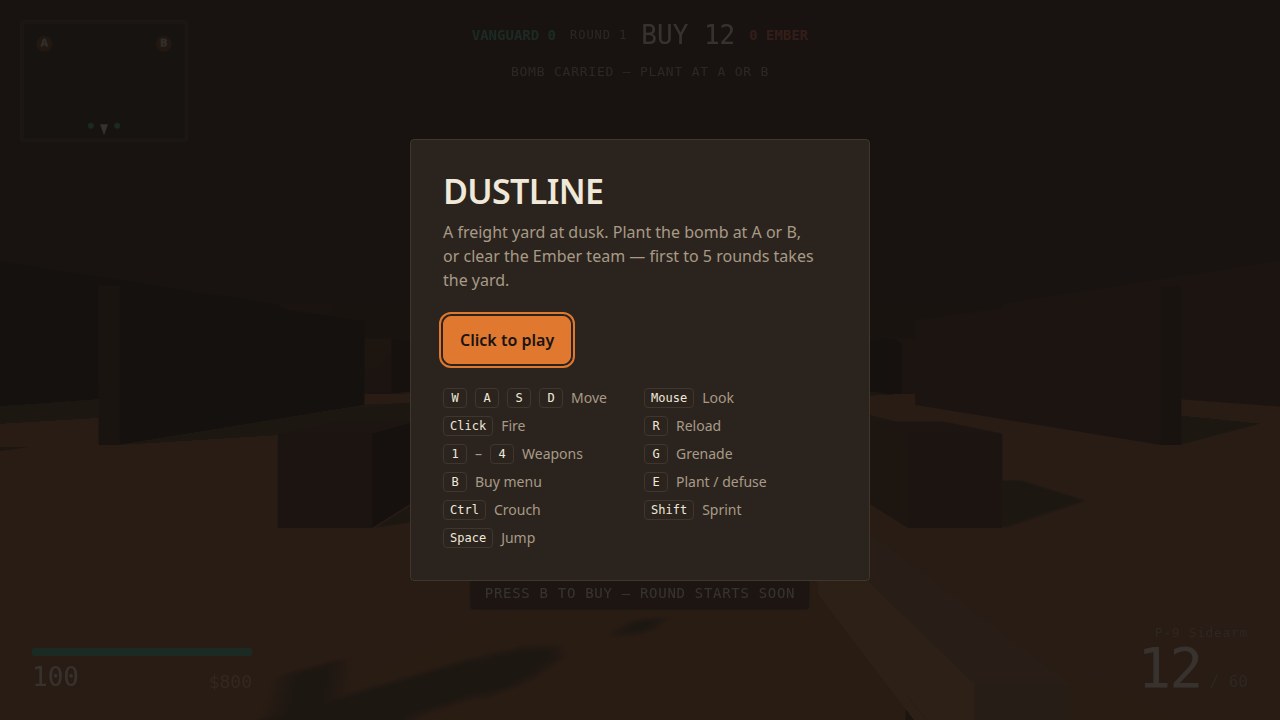 A
B
VANGUARD 0 ROUND 1 BUY 12 0 EMBER
BOMB CARRIED — PLANT AT A OR B
DUSTLINE
A freight yard at dusk. Plant the bomb at A or B,
or clear the Ember team — first to 5 rounds takes
the yard.
Click to play
W A S D Move
Mouse Look
Click Fire
R Reload
1 – 4 Weapons
G Grenade
B Buy menu
E Plant / defuse
Ctrl Crouch
Shift Sprint
Space Jump
PRESS B TO BUY — ROUND STARTS SOON
100
$800
Sidearm
12 / 60